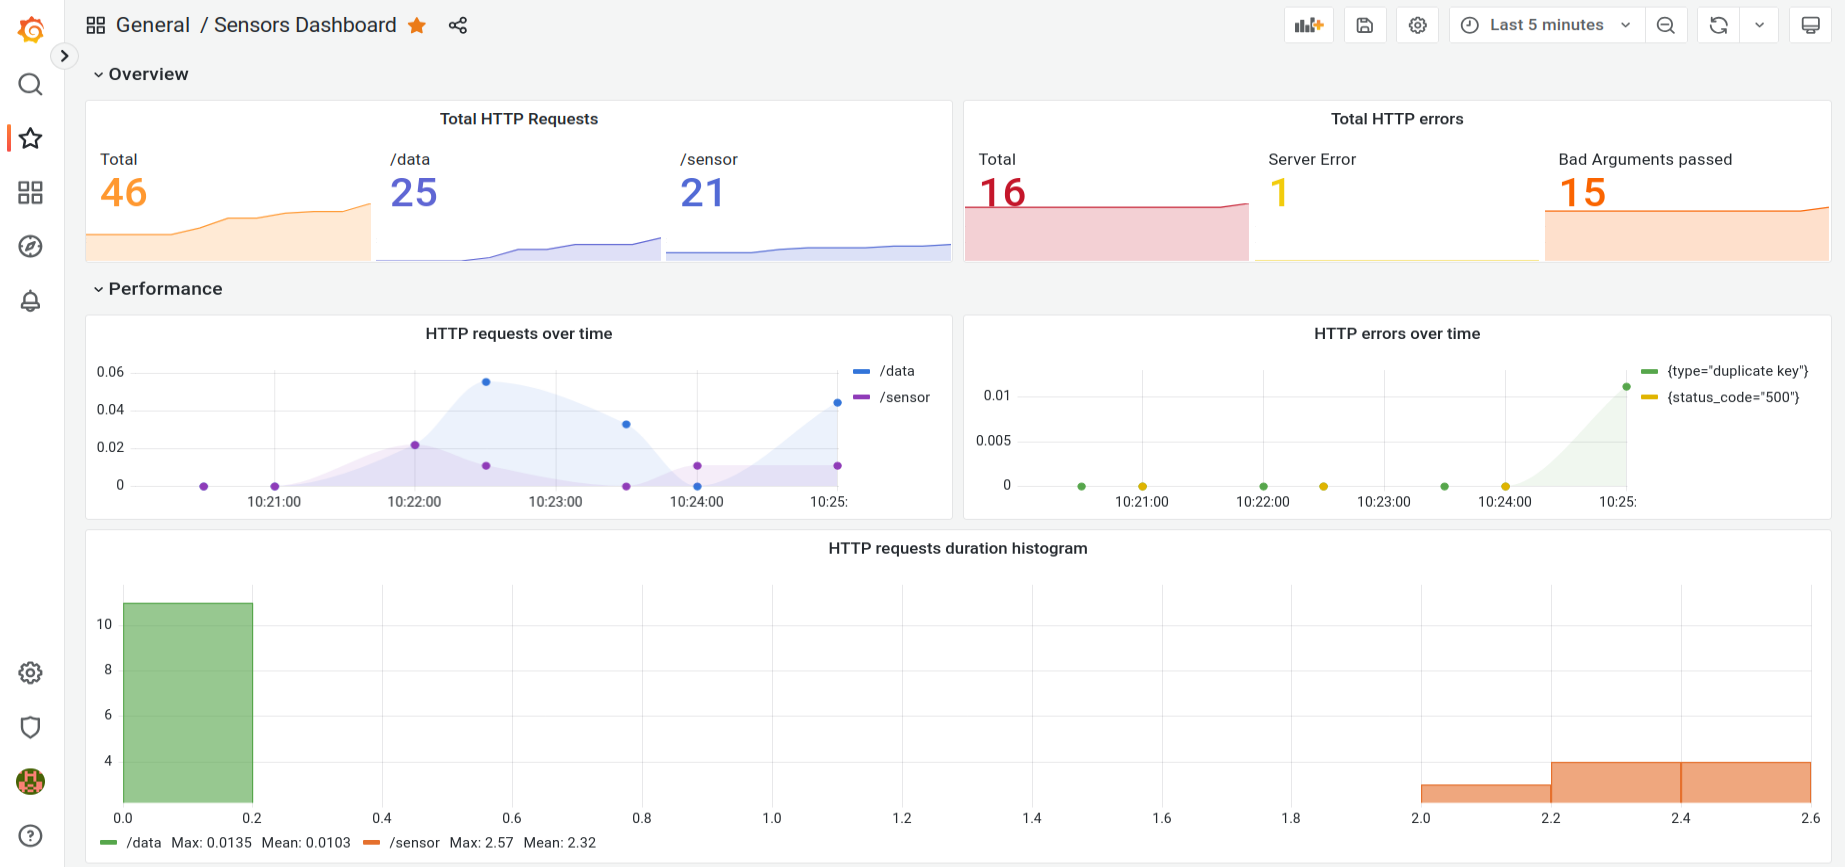 General / Sensors Dashboard
Last 5 minutes
Overview
Total HTTP Requests
Total
46
/data
25
/sensor
21
Total HTTP errors
Total
16
Server Error
1
Bad Arguments passed
15
Performance
HTTP requests over time
0.06
0.04
0.02
0
10:21:00 10:22:00 10:23:00 10:24:00 10:25:
/data
/sensor
HTTP errors over time
0.01
0.005
0
10:21:00 10:22:00 10:23:00 10:24:00 10:25:
{type="duplicate key"}
{status_code="500"}
HTTP requests duration histogram
10
8
6
4
0.0 0.2 0.4 0.6 0.8 1.0 1.2 1.4 1.6 1.8 2.0 2.2 2.4 2.6
/data Max: 0.0135 Mean: 0.0103 /sensor Max: 2.57 Mean: 2.32